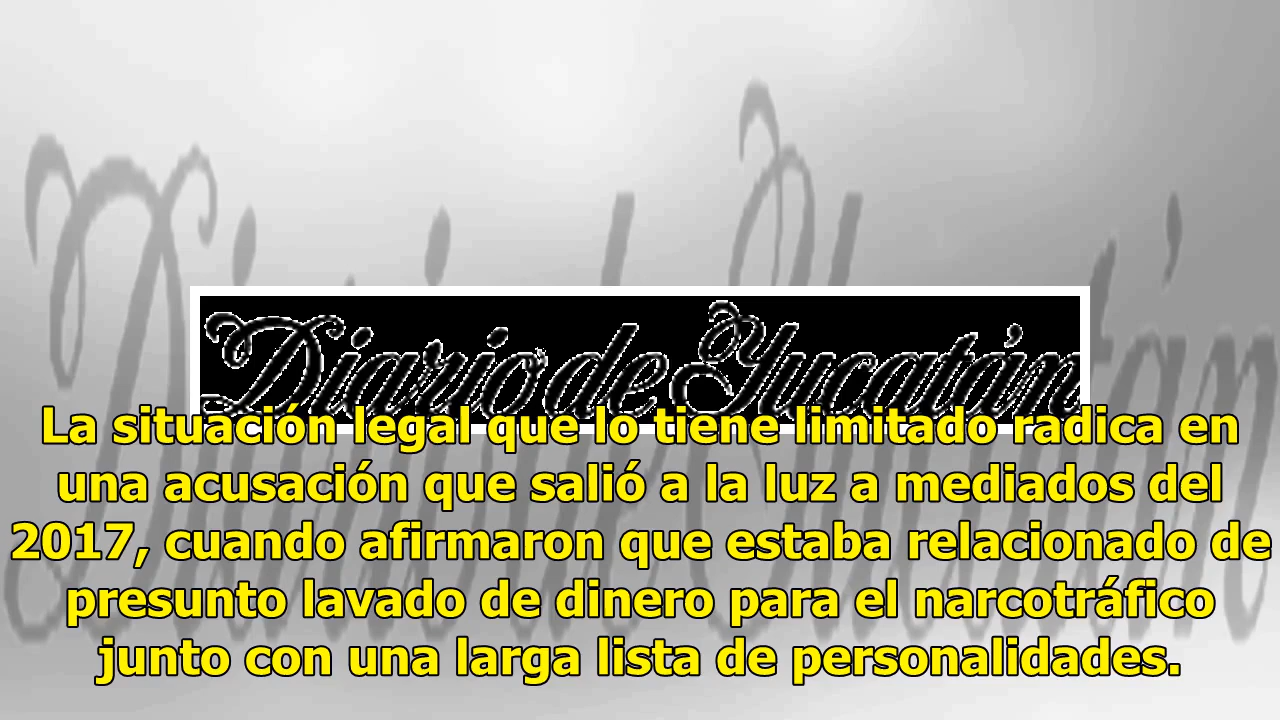 Diario de Yucatán
La situación legal que lo tiene limitado radica en
una acusación que salió a la luz a mediados del
2017, cuando afirmaron que estaba relacionado de
presunto lavado de dinero para el narcotráfico
junto con una larga lista de personalidades.